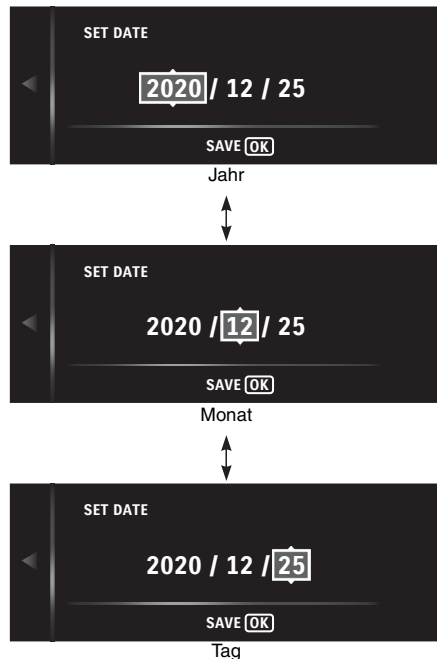 SET DATE
2020 / 12 / 25
SAVE OK
Jahr
SET DATE
2020 / 12 / 25
SAVE OK
Monat
SET DATE
2020 / 12 / 25
SAVE OK
Tag